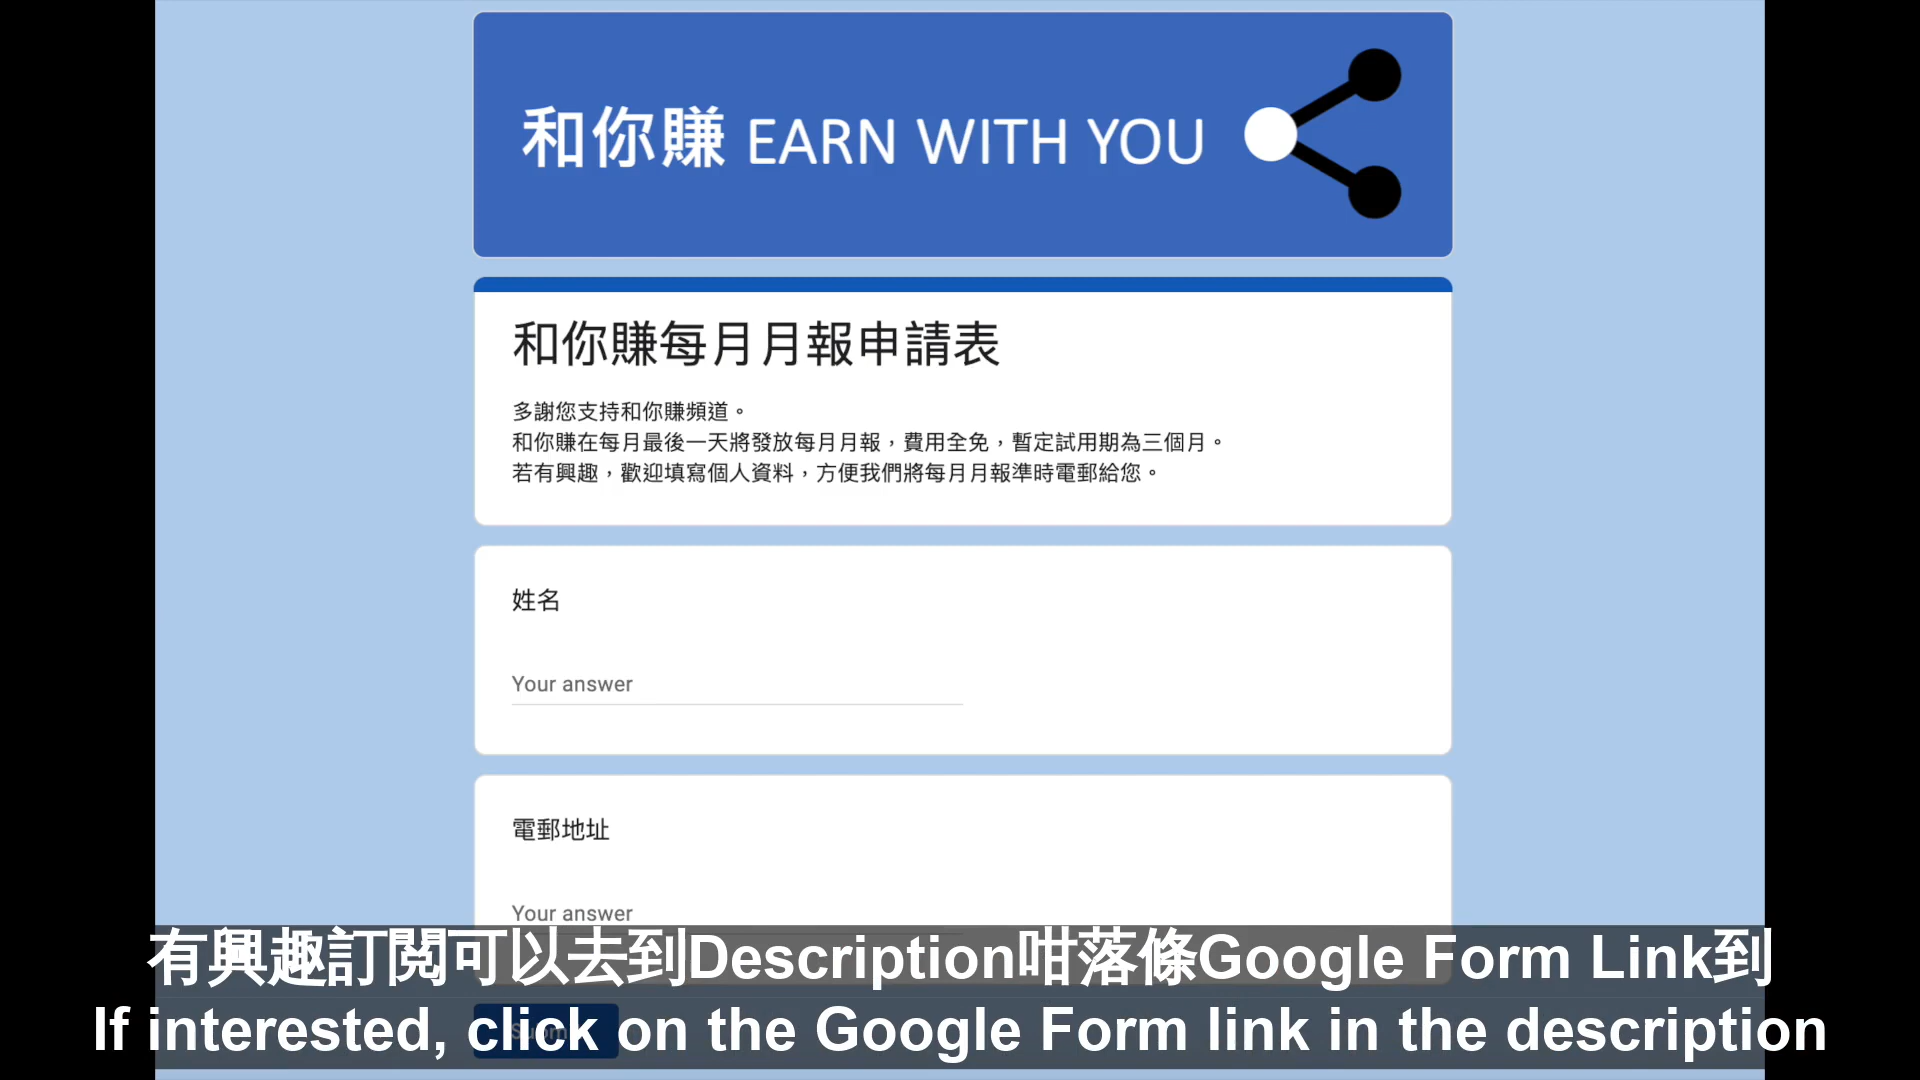 和你賺 EARN WITH YOU
和你賺每月月報申請表
多謝您支持和你賺頻道。
和你賺在每月最後一天將發放每月月報，費用全免，暫定試用期為三個月。
若有興趣，歡迎填寫個人資料，方便我們將每月月報準時電郵給您。
姓名
Your answer
電郵地址
Your answer
有興趣訂閱可以去到Description咁落條Google Form Link到
If interested, click on the Google Form link in the description